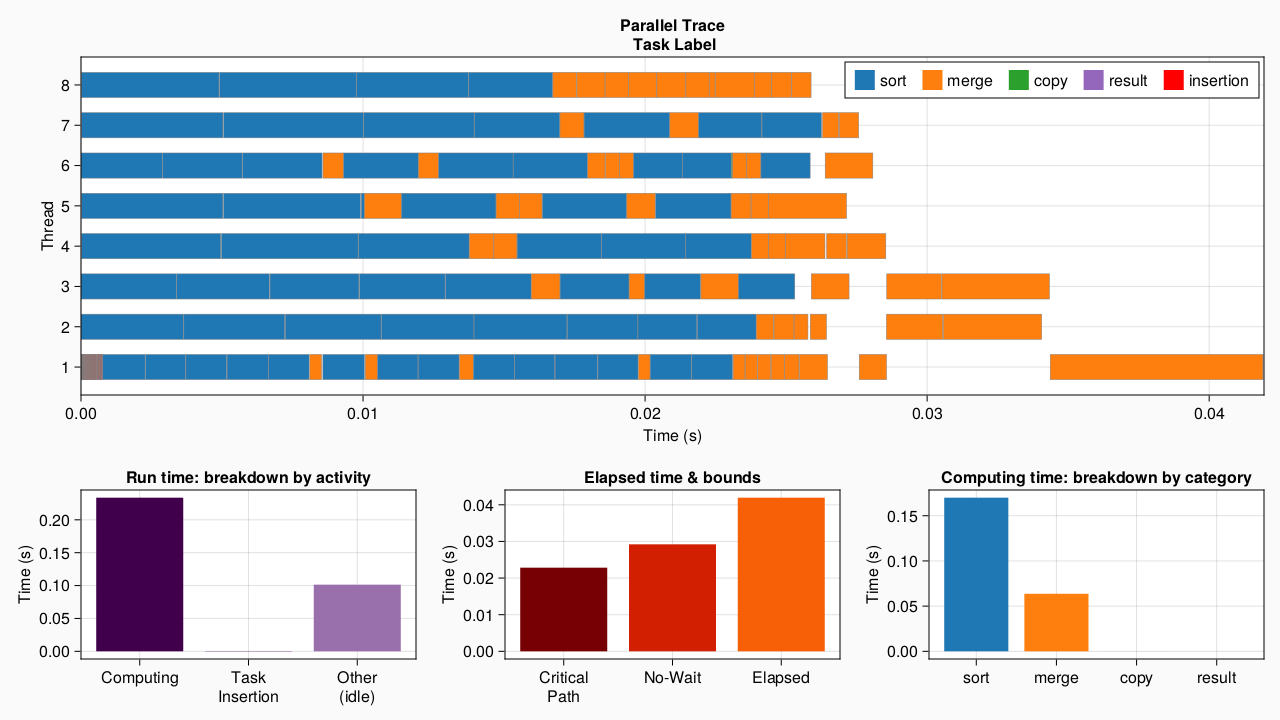 Parallel Trace
Task Label
sort merge copy result insertion
8
7
6
5
4
3
2
1
Thread
0.00 0.01 0.02 0.03 0.04
Time (s)
Run time: breakdown by activity
0.20
0.15
0.10
0.05
0.00
Time (s)
Computing Task Insertion Other (idle)
Elapsed time & bounds
0.04
0.03
0.02
0.01
0.00
Time (s)
Critical Path No-Wait Elapsed
Computing time: breakdown by category
0.15
0.10
0.05
0.00
Time (s)
sort merge copy result